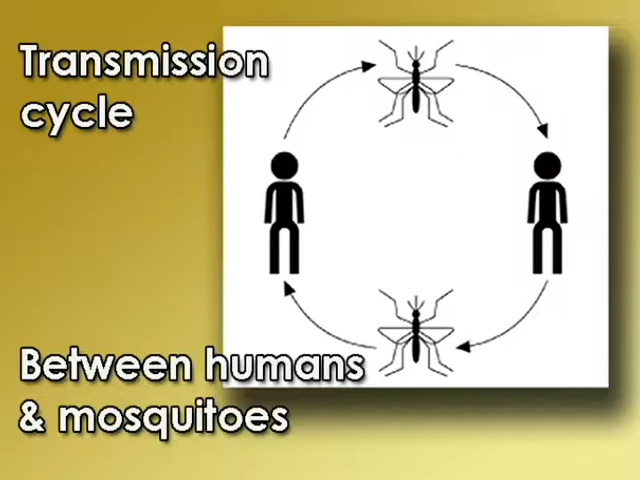 Transmission
cycle
Between humans
& mosquitoes